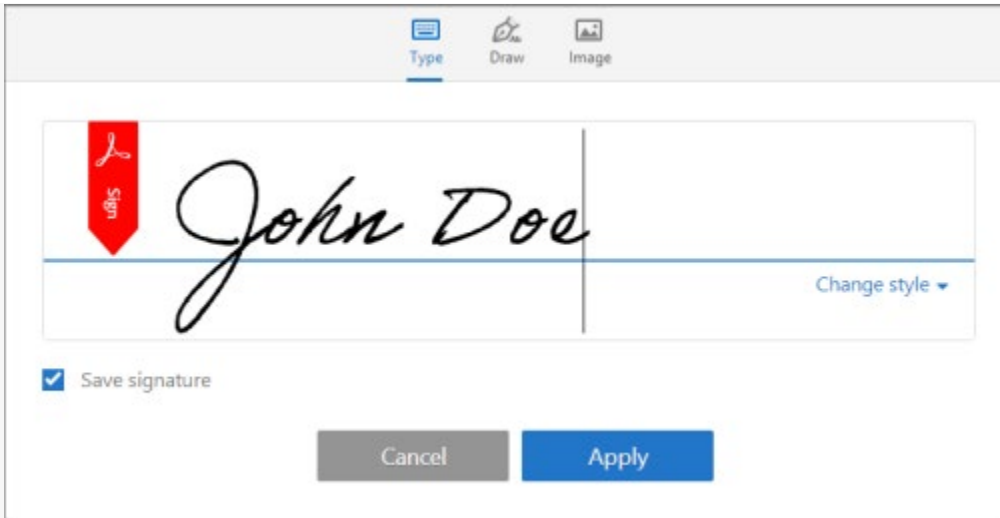 Type Draw Image
Sign
John Doe
Change style
Save signature
Cancel Apply